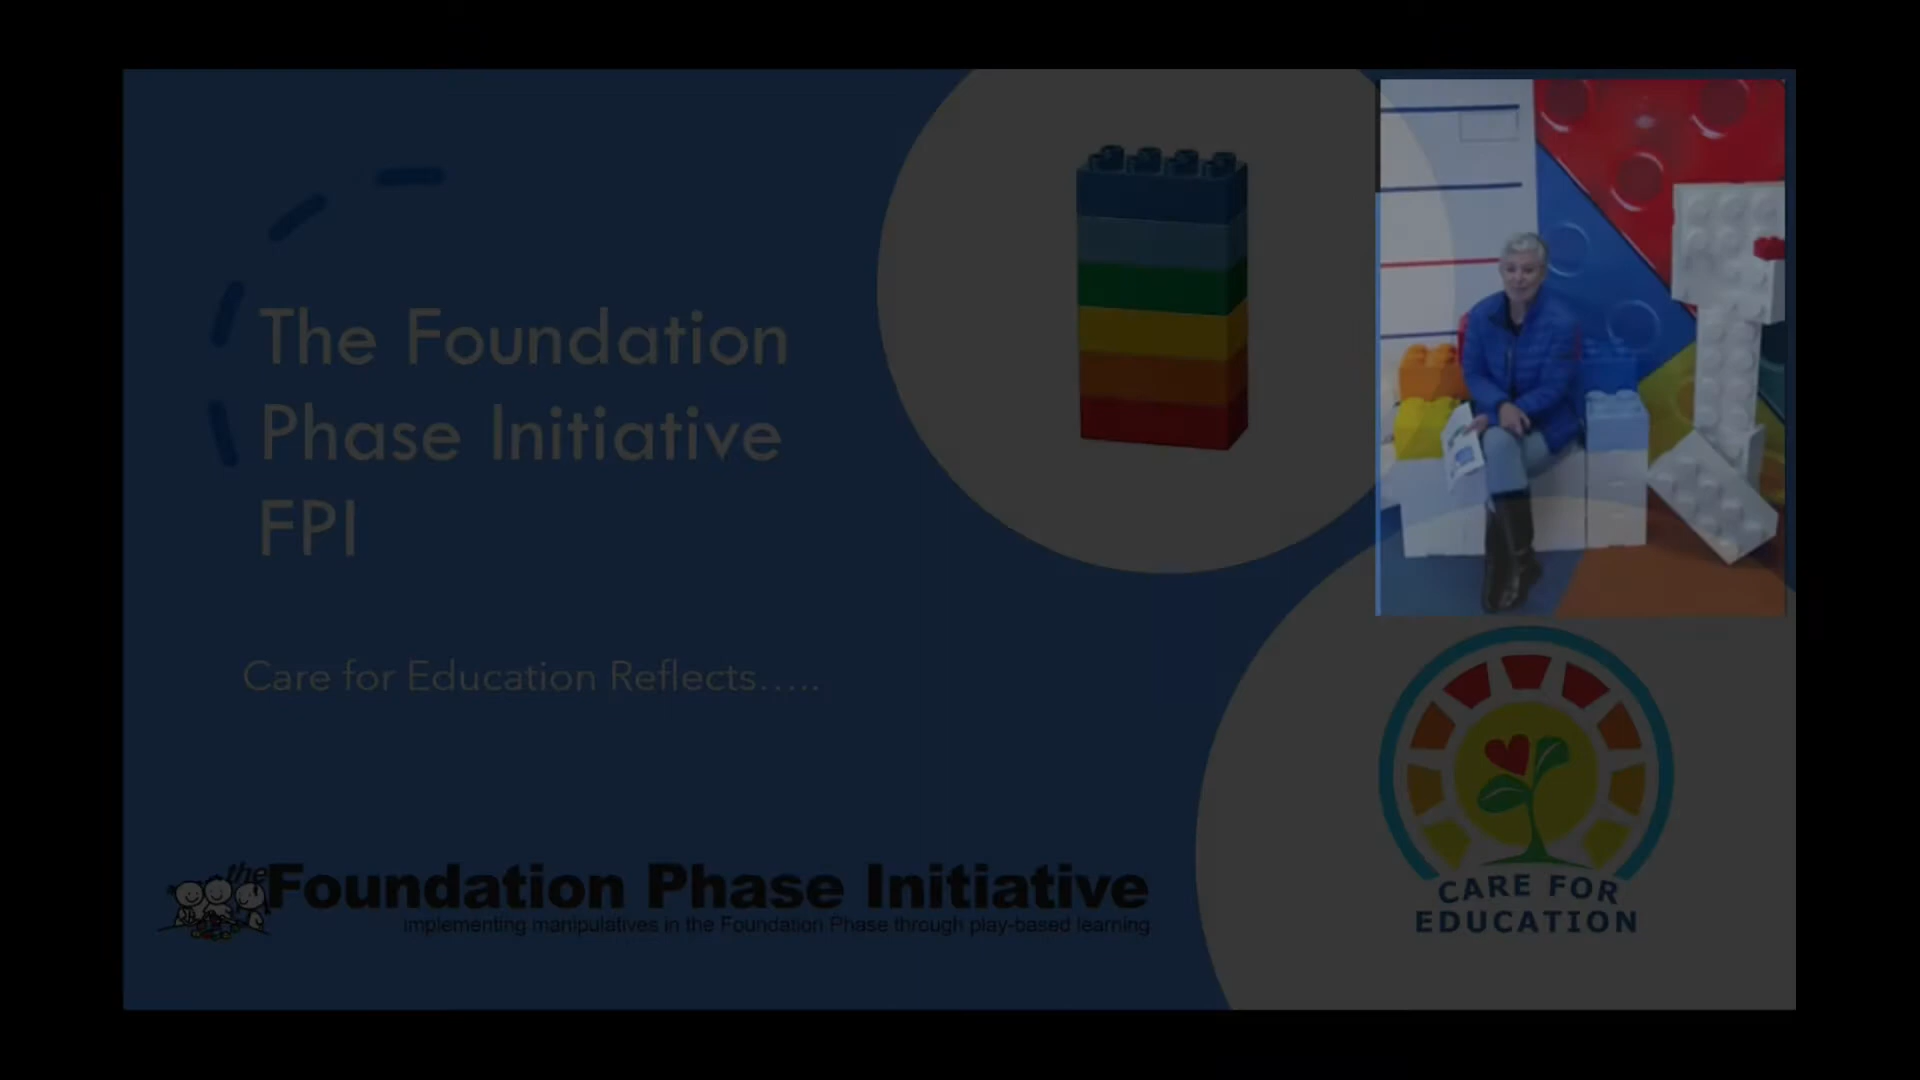 The Foundation
Phase Initiative
FPI
Care for Education Reflects.....
the Foundation Phase Initiative
implementing manipulatives in the Foundation Phase through play-based learning
CARE FOR
EDUCATION